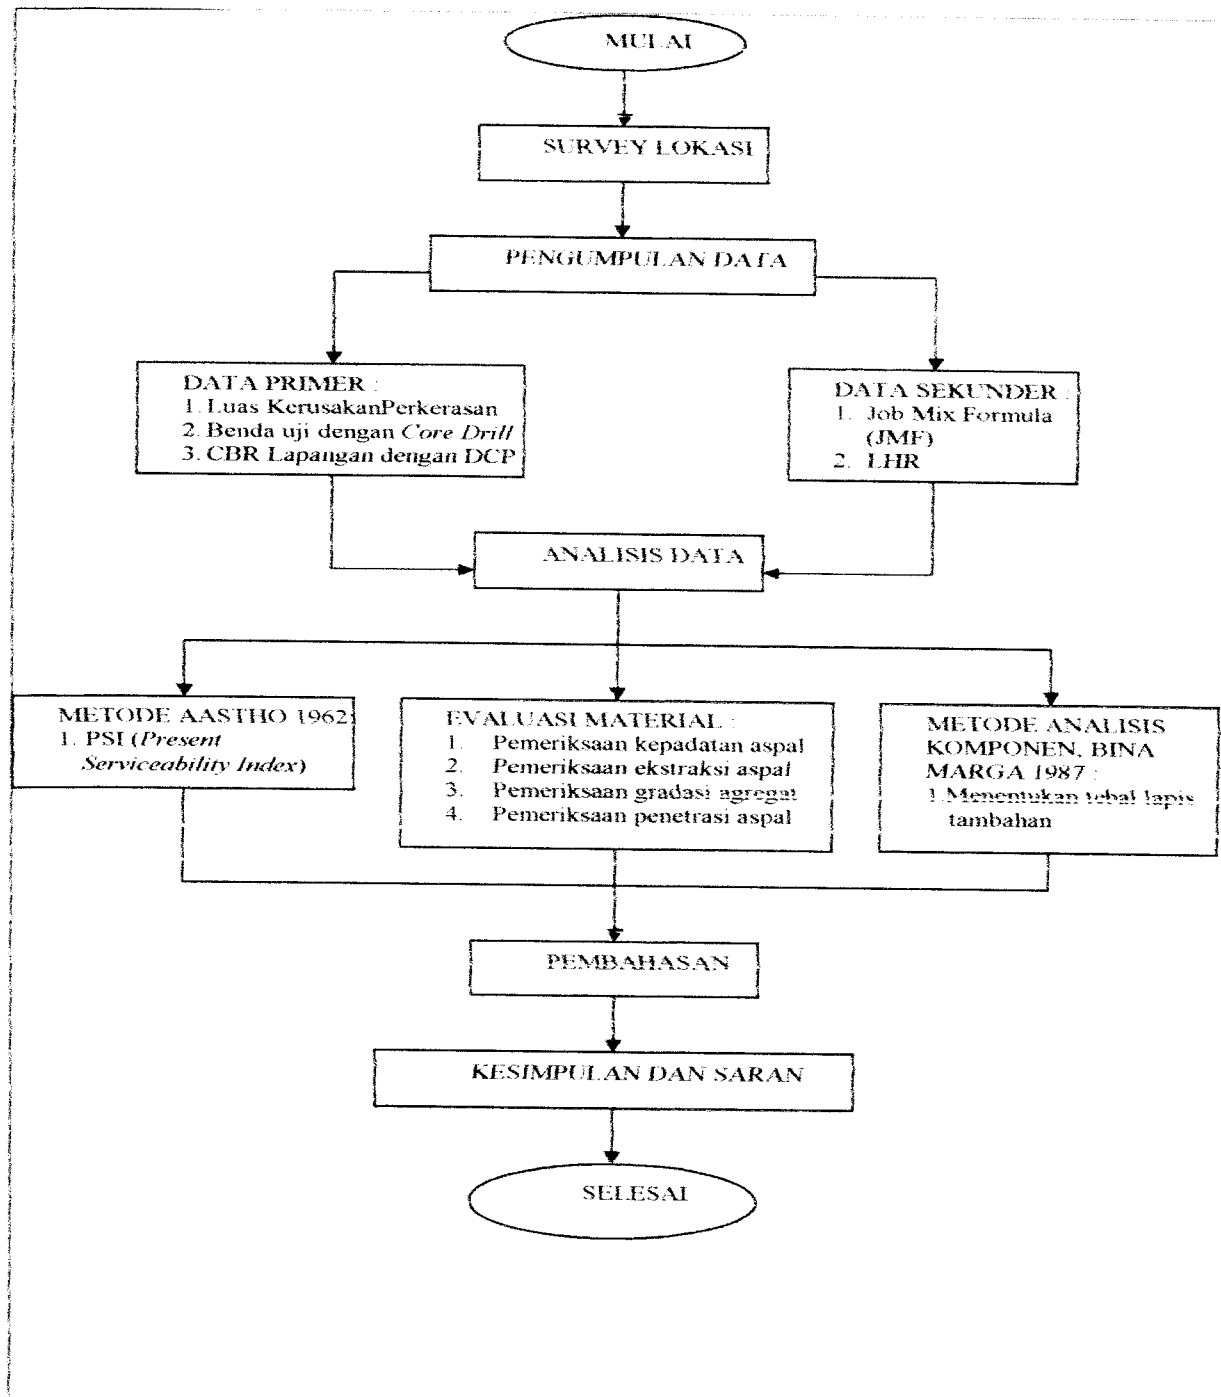 MULAI
SURVEY LOKASI
PENGUMPULAN DATA
DATA PRIMER :
1. Luas KerusakanPerkerasan
2. Benda uji dengan Core Drill
3. CBR Lapangan dengan DCP
DATA SEKUNDER :
1. Job Mix Formula
(JMF)
2. LHR
ANALISIS DATA
METODE AASTHO 1962:
1. PSI (Present
Serviceability Index)
EVALUASI MATERIAL :
1. Pemeriksaan kepadatan aspal
2. Pemeriksaan ekstraksi aspal
3. Pemeriksaan gradasi agregat
4. Pemeriksaan penetrasi aspal
METODE ANALISIS
KOMPONEN, BINA
MARGA 1987 :
1.Menentukan tebal lapis
tambahan
PEMBAHASAN
KESIMPULAN DAN SARAN
SELESAI